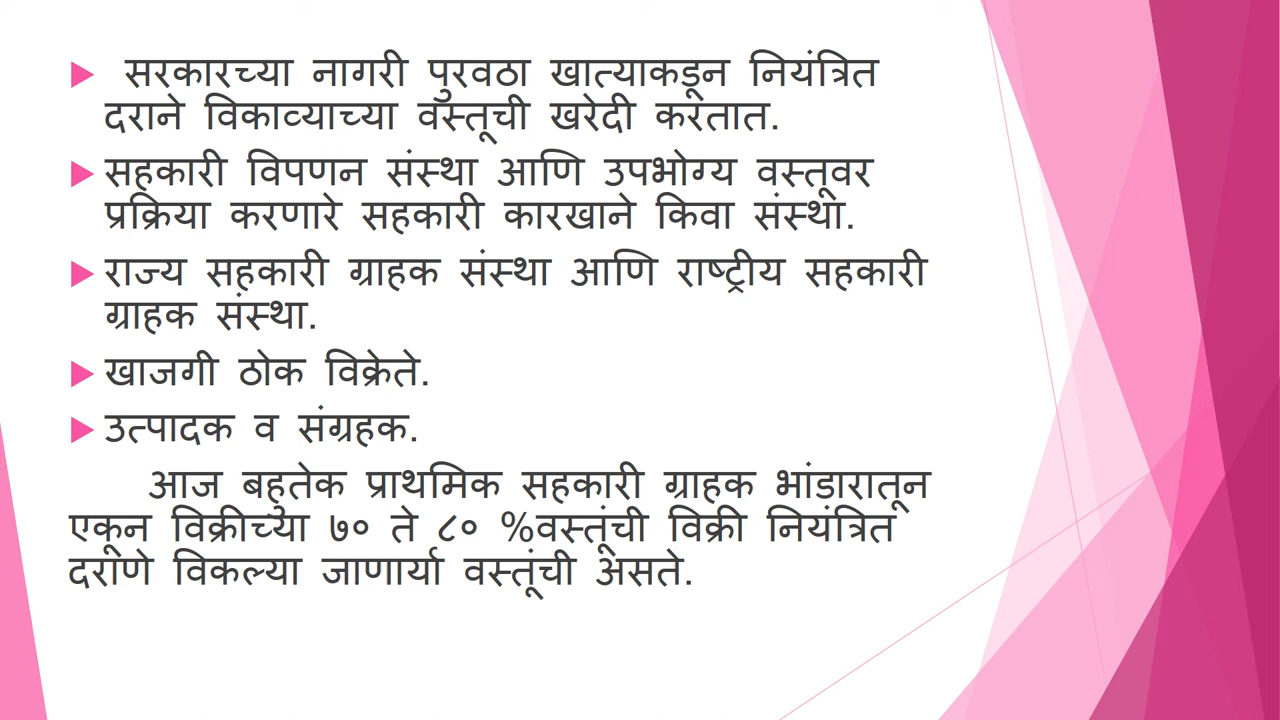 सरकारच्या नागरी पुरवठा खात्याकडून नियंत्रित
दराने विकाव्याच्या वस्तूची खरेदी करतात.
सहकारी विपणन संस्था आणि उपभोग्य वस्तूवर
प्रक्रिया करणारे सहकारी कारखाने किवा संस्था.
राज्य सहकारी ग्राहक संस्था आणि राष्ट्रीय सहकारी
ग्राहक संस्था.
खाजगी ठोक विक्रेते.
उत्पादक व संग्रहक.
आज बहुतेक प्राथमिक सहकारी ग्राहक भांडारातून
एकून विक्रीच्या ७० ते ८० %वस्तूंची विक्री नियंत्रित
दराणे विकल्या जाणार्या वस्तूंची असते.